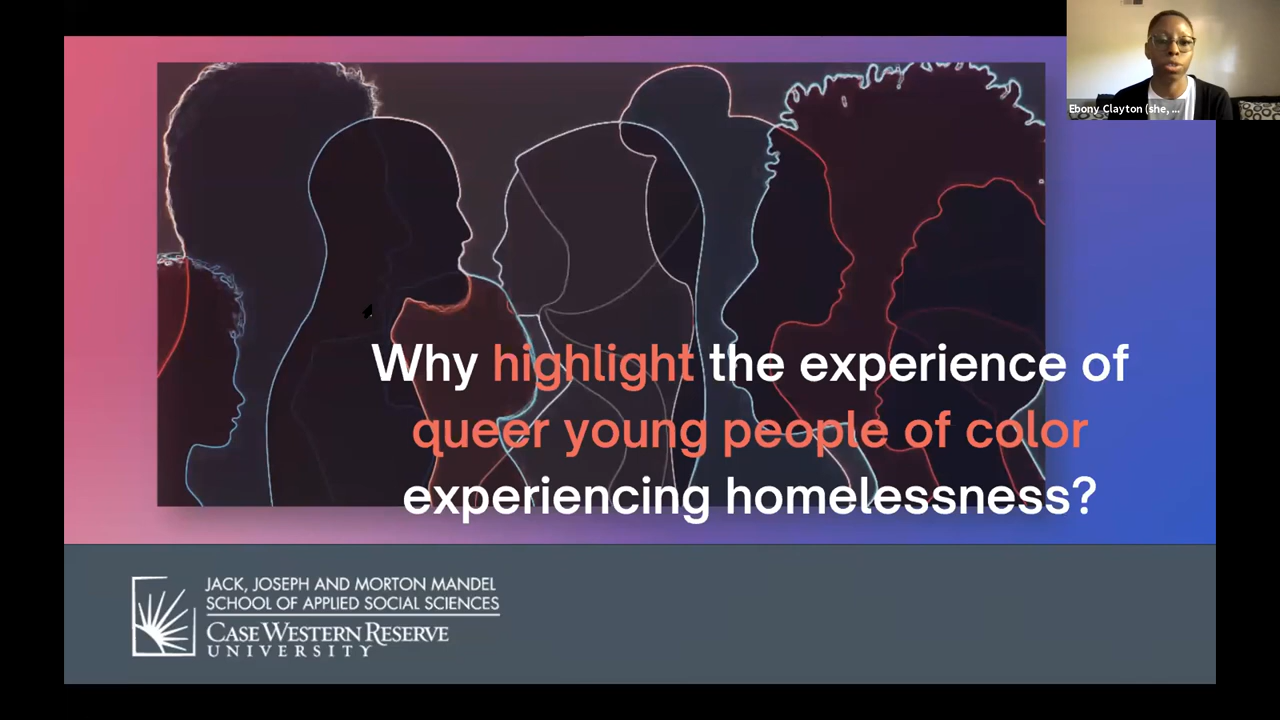 Ebony Clayton (she, ...
Why highlight the experience of
queer young people of color
experiencing homelessness?
JACK, JOSEPH AND MORTON MANDEL
SCHOOL OF APPLIED SOCIAL SCIENCES
CASE WESTERN RESERVE
UNIVERSITY